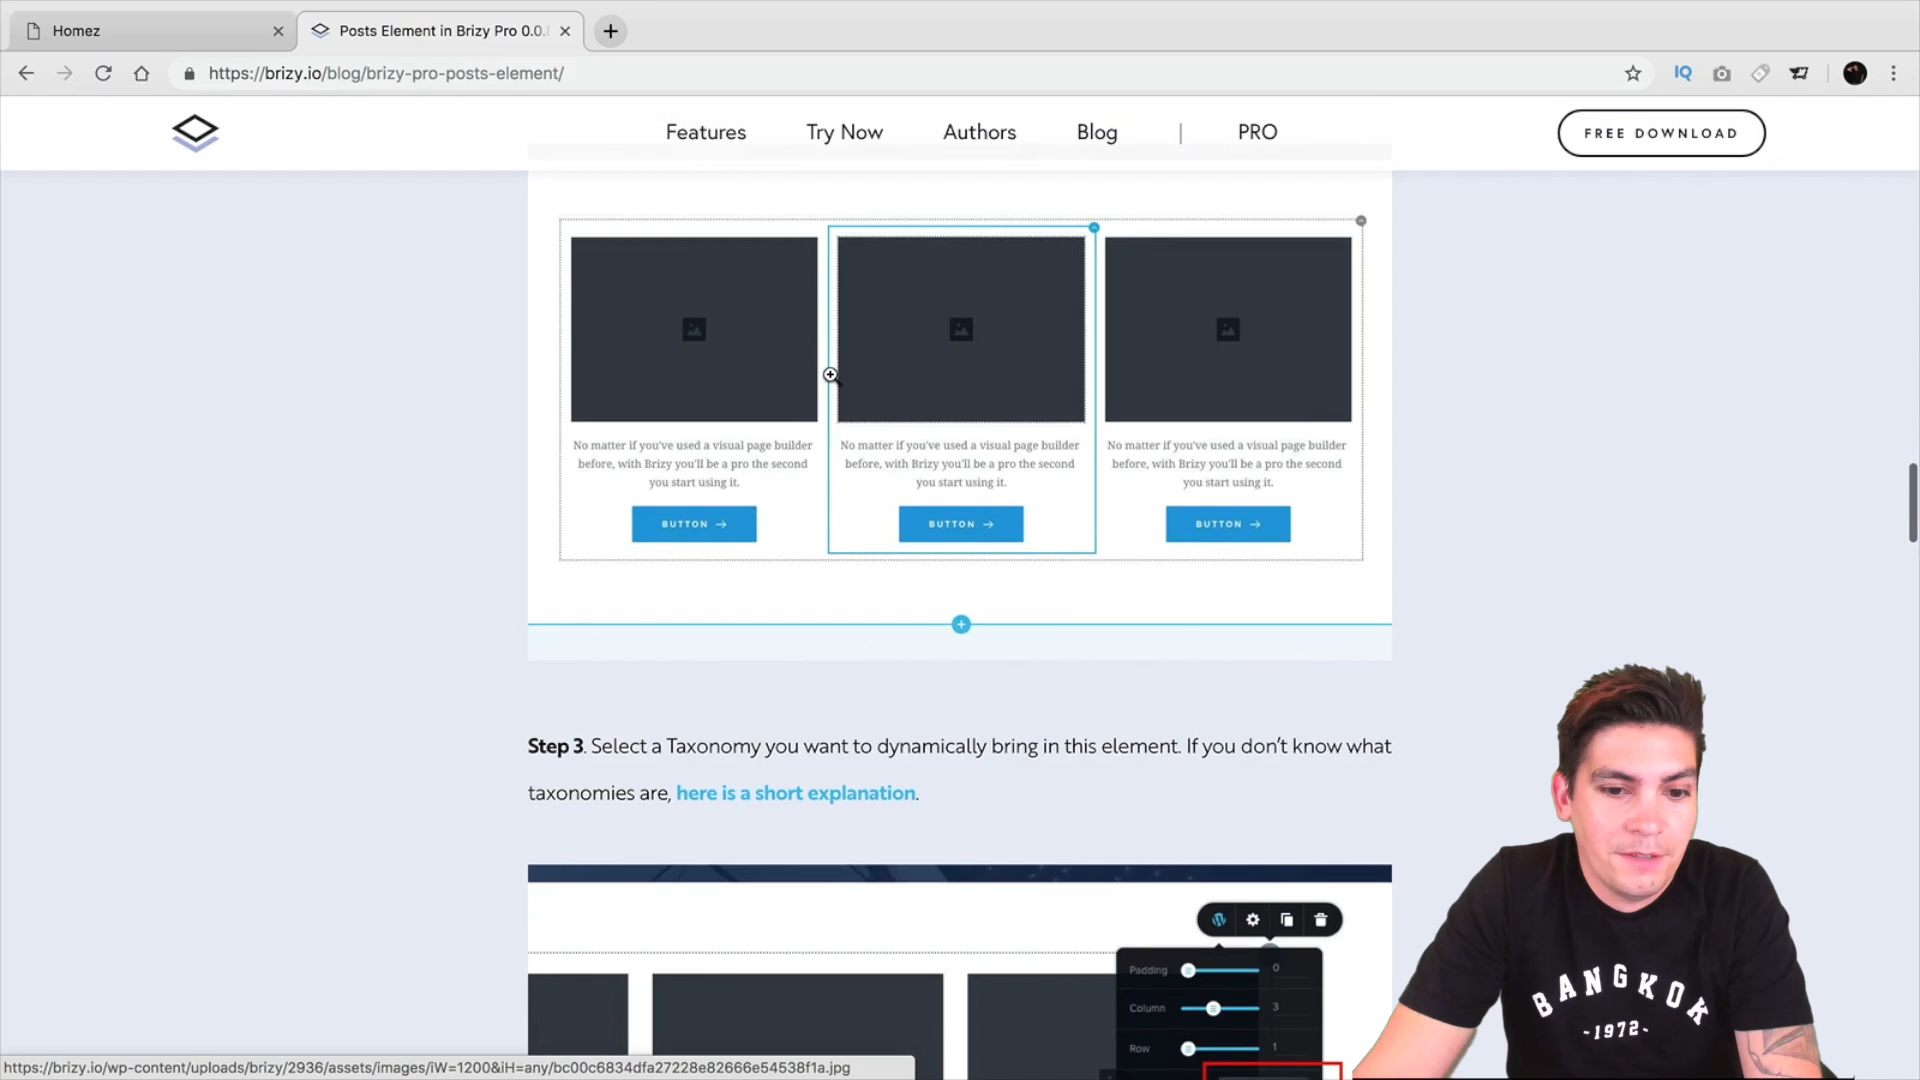 Homez
Posts Element in Brizy Pro 0.0.
https://brizy.io/blog/brizy-pro-posts-element/
IQ
Features
Try Now
Authors
Blog
|
PRO
FREE DOWNLOAD
No matter if you've used a visual page builder
before, with Brizy you'll be a pro the second
you start using it.
BUTTON →
No matter if you've used a visual page builder
before, with Brizy you'll be a pro the second
you start using it.
BUTTON →
No matter if you've used a visual page builder
before, with Brizy you'll be a pro the second
you start using it.
BUTTON →
Step 3. Select a Taxonomy you want to dynamically bring in this element. If you don't know what
taxonomies are, here is a short explanation.
Padding 0
Column 3
Row 1
BANGKOK
-1972-
https://brizy.io/wp-content/uploads/brizy/2936/assets/images/iW=1200&iH=any/bc00c6834dfa27228e82666e54538f1a.jpg